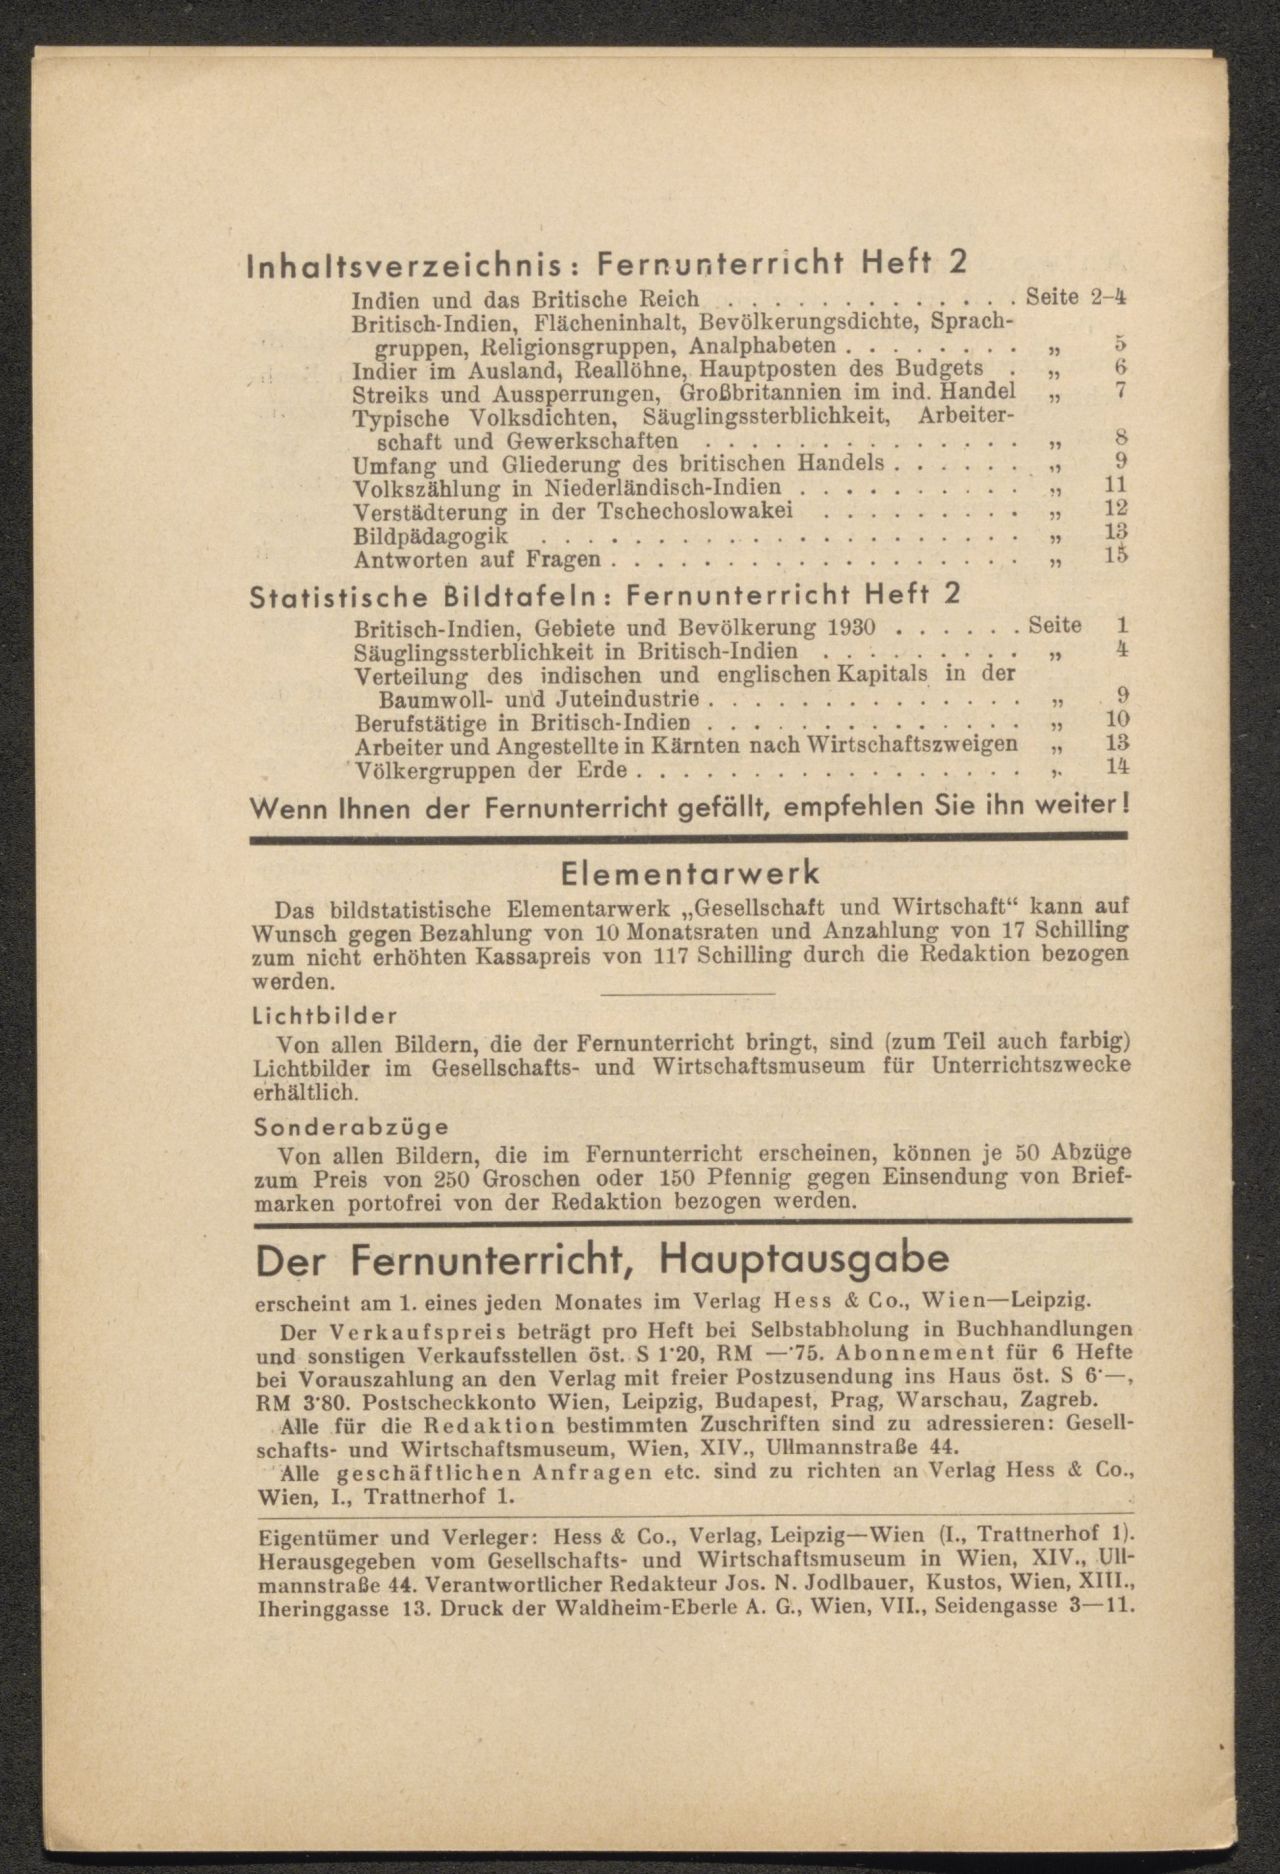 Inhaltsverzeichnis: Fernunterricht Heft 2
Indien und das Britische Reich . . . . . . . . . . . . . Seite 2–4
Britisch-Indien, Flächeninhalt, Bevölkerungsdichte, Sprach-
gruppen, Religionsgruppen, Analphabeten . . . . . . . . „ 5
Indier im Ausland, Reallöhne, Hauptposten des Budgets . „ 6
Streiks und Aussperrungen, Großbritannien im ind. Handel „ 7
Typische Volksdichten, Säuglingssterblichkeit, Arbeiter-
schaft und Gewerkschaften . . . . . . . . . . . . . . „ 8
Umfang und Gliederung des britischen Handels . . . . . . „ 9
Volkszählung in Niederländisch-Indien . . . . . . . . . . „ 11
Verstädterung in der Tschechoslowakei . . . . . . . . . „ 12
Bildpädagogik . . . . . . . . . . . . . . . . . . . . . „ 13
Antworten auf Fragen . . . . . . . . . . . . . . . . . . „ 15
Statistische Bildtafeln: Fernunterricht Heft 2
Britisch-Indien, Gebiete und Bevölkerung 1930 . . . . . . Seite 1
Säuglingssterblichkeit in Britisch-Indien . . . . . . . . . „ 4
Verteilung des indischen und englischen Kapitals in der
Baumwoll- und Juteindustrie . . . . . . . . . . . . . . „ 9
Berufstätige in Britisch-Indien . . . . . . . . . . . . . . „ 10
Arbeiter und Angestellte in Kärnten nach Wirtschaftszweigen „ 13
Völkergruppen der Erde . . . . . . . . . . . . . . . . . „ 14
Wenn Ihnen der Fernunterricht gefällt, empfehlen Sie ihn weiter!
Elementarwerk
Das bildstatistische Elementarwerk „Gesellschaft und Wirtschaft“ kann auf
Wunsch gegen Bezahlung von 10 Monatsraten und Anzahlung von 17 Schilling
zum nicht erhöhten Kassapreis von 117 Schilling durch die Redaktion bezogen
werden.
Lichtbilder
Von allen Bildern, die der Fernunterricht bringt, sind (zum Teil auch farbig)
Lichtbilder im Gesellschafts- und Wirtschaftsmuseum für Unterrichtszwecke
erhältlich.
Sonderabzüge
Von allen Bildern, die im Fernunterricht erscheinen, können je 50 Abzüge
zum Preis von 250 Groschen oder 150 Pfennig gegen Einsendung von Brief-
marken portofrei von der Redaktion bezogen werden.
Der Fernunterricht, Hauptausgabe
erscheint am 1. eines jeden Monates im Verlag Hess & Co., Wien—Leipzig.
Der Verkaufspreis beträgt pro Heft bei Selbstabholung in Buchhandlungen
und sonstigen Verkaufsstellen öst. S 1·20, RM —·75. Abonnement für 6 Hefte
bei Vorauszahlung an den Verlag mit freier Postzusendung ins Haus öst. S 6·—,
RM 3·80. Postscheckkonto Wien, Leipzig, Budapest, Prag, Warschau, Zagreb.
Alle für die Redaktion bestimmten Zuschriften sind zu adressieren: Gesell-
schafts- und Wirtschaftsmuseum, Wien, XIV., Ullmannstraße 44.
Alle geschäftlichen Anfragen etc. sind zu richten an Verlag Hess & Co.,
Wien, I., Trattnerhof 1.
Eigentümer und Verleger: Hess & Co., Verlag, Leipzig—Wien (I., Trattnerhof 1).
Herausgegeben vom Gesellschafts- und Wirtschaftsmuseum in Wien, XIV., Ull-
mannstraße 44. Verantwortlicher Redakteur Jos. N. Jodlbauer, Kustos, Wien, XIII.,
Iheringgasse 13. Druck der Waldheim-Eberle A. G., Wien, VII., Seidengasse 3—11.